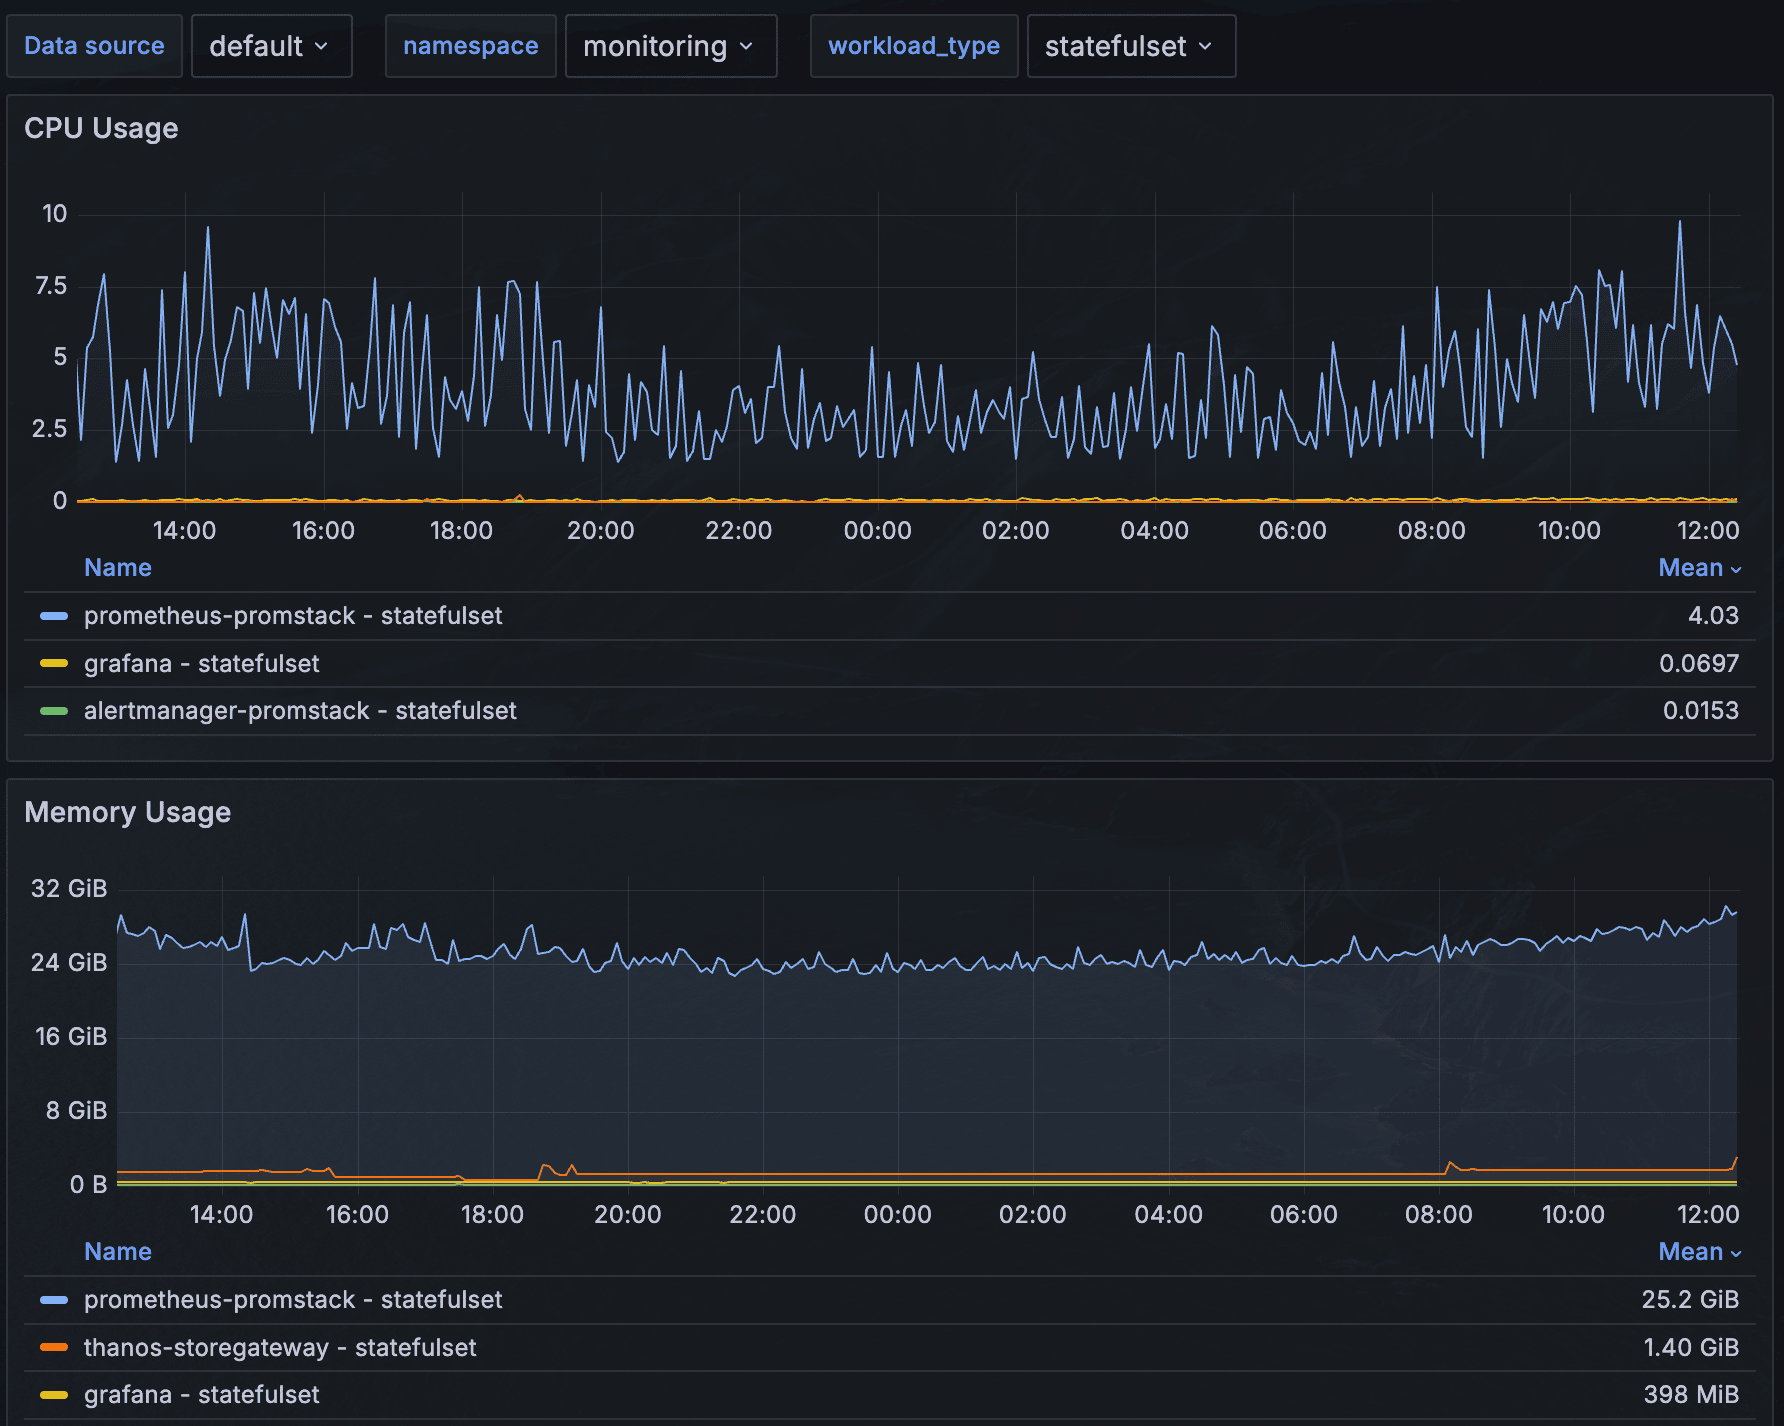 Data source default namespace monitoring workload_type statefulset
CPU Usage
10
7.5
5
2.5
0
14:00 16:00 18:00 20:00 22:00 00:00 02:00 04:00 06:00 08:00 10:00 12:00
Name Mean
prometheus-promstack - statefulset 4.03
grafana - statefulset 0.0697
alertmanager-promstack - statefulset 0.0153
Memory Usage
32 GiB
24 GiB
16 GiB
8 GiB
0 B
14:00 16:00 18:00 20:00 22:00 00:00 02:00 04:00 06:00 08:00 10:00 12:00
Name Mean
prometheus-promstack - statefulset 25.2 GiB
thanos-storegateway - statefulset 1.40 GiB
grafana - statefulset 398 MiB